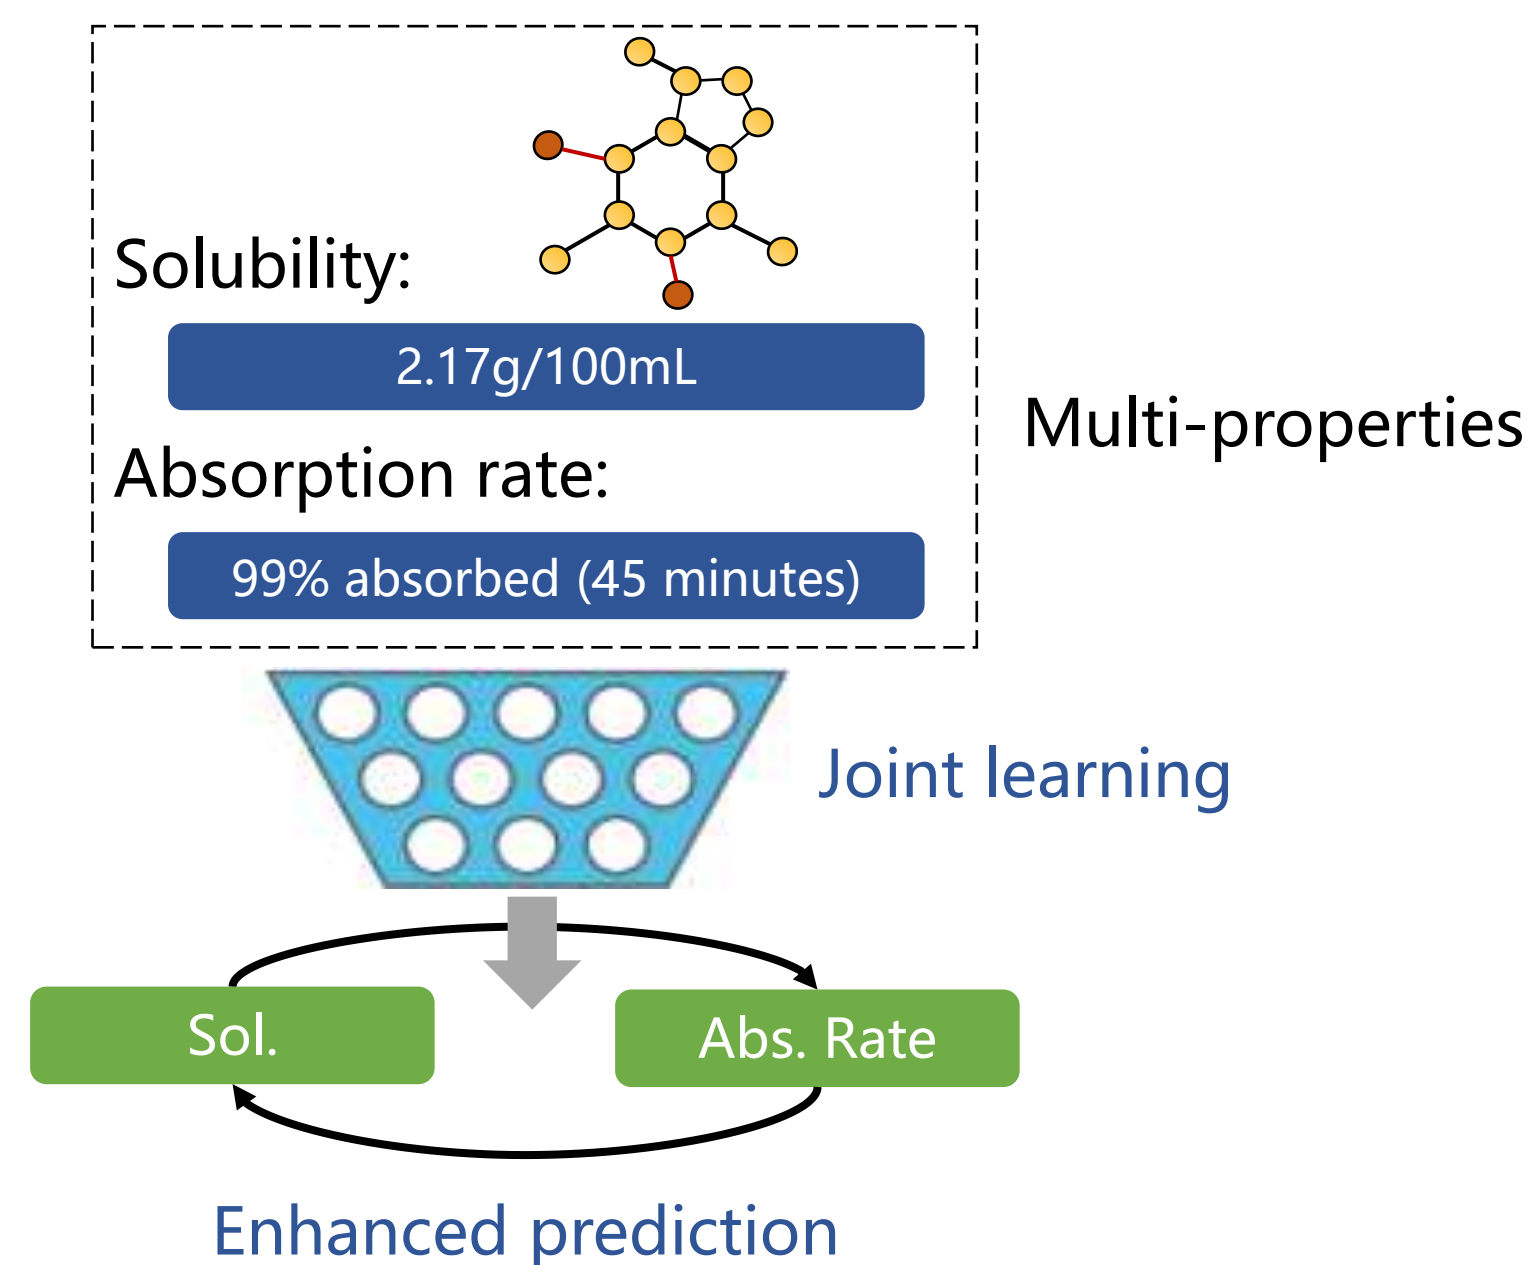 Solubility:
2.17g/100mL
Multi-properties
Absorption rate:
99% absorbed (45 minutes)
Joint learning
Sol.
Abs. Rate
Enhanced prediction